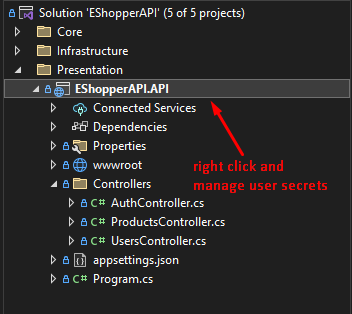 Solution 'EShopperAPI' (5 of 5 projects)
Core
Infrastructure
Presentation
EShopperAPI.API
Connected Services
Dependencies
Properties
wwwroot
Controllers
C# AuthController.cs
C# ProductsController.cs
C# UsersController.cs
appsettings.json
C# Program.cs
right click and
manage user secrets